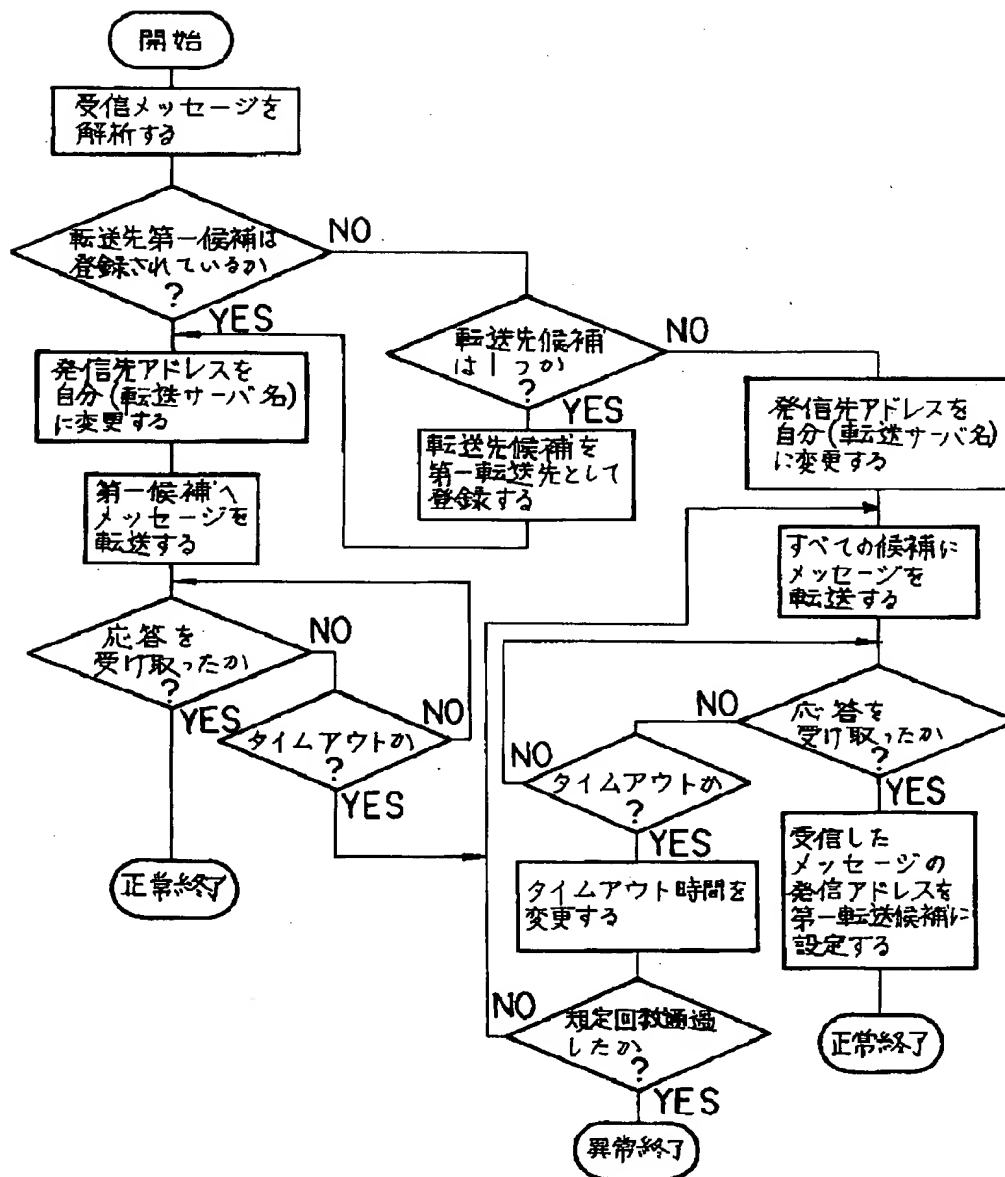 開始
受信メッセージを
解析する
転送先第一候補は
登録されているか
?
NO
YES
発信先アドレスを
自分(転送サーバ名)
に変更する
第一候補へ
メッセージを
転送する
応答を
受け取ったか
?
NO
YES
タイムアウトか
?
NO
YES
正常終了
転送先候補
は1つか
?
NO
YES
転送先候補を
第一転送先として
登録する
発信先アドレスを
自分(転送サーバ名)
に変更する
すべての候補に
メッセージを
転送する
応答を
受け取ったか
?
NO
YES
タイムアウトか
?
NO
YES
タイムアウト時間を
変更する
規定回数通過
したか
?
NO
YES
異常終了
受信した
メッセージの
発信アドレスを
第一転送候補に
設定する
正常終了